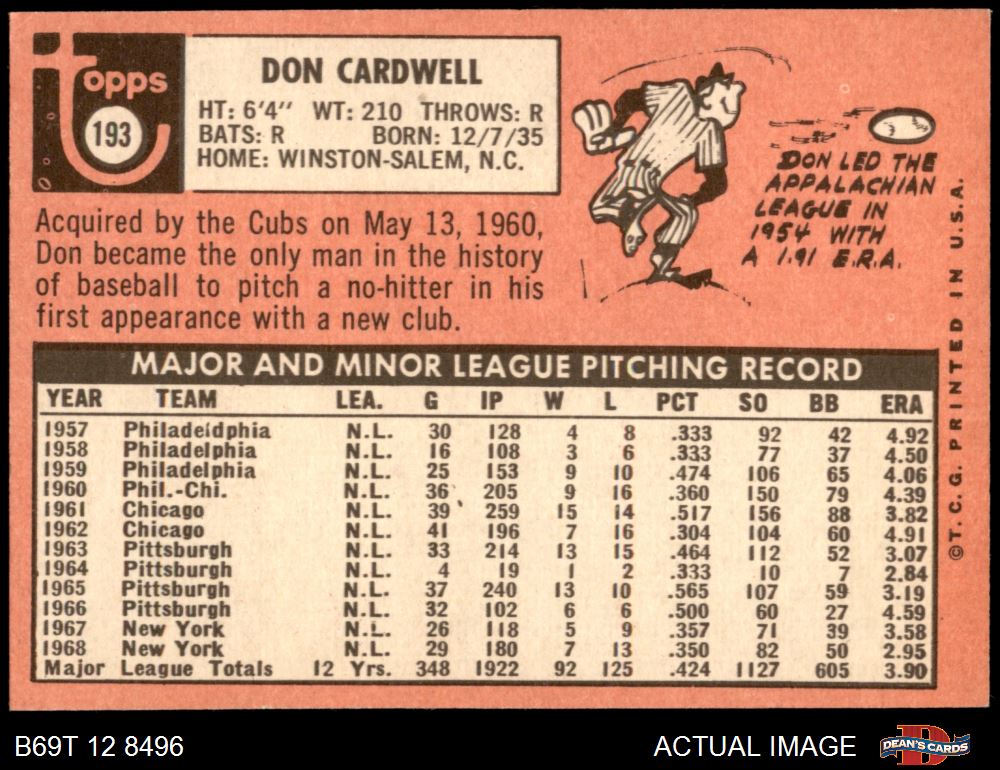 Topps
193
DON CARDWELL
HT: 6'4" WT: 210 THROWS: R
BATS: R BORN: 12/7/35
HOME: WINSTON-SALEM, N.C.
DON LED THE
APPALACHIAN
LEAGUE IN
1954 WITH
A 1.91 E.R.A.
Acquired by the Cubs on May 13, 1960,
Don became the only man in the history
of baseball to pitch a no-hitter in his
first appearance with a new club.
MAJOR AND MINOR LEAGUE PITCHING RECORD
YEAR TEAM LEA. G IP W L PCT SO BB ERA
1957 Philadeldphia N.L. 30 128 4 8 .333 92 42 4.92
1958 Philadelphia N.L. 16 108 3 6 .333 77 37 4.50
1959 Philadelphia N.L. 25 153 9 10 .474 106 65 4.06
1960 Phil.-Chi. N.L. 36 205 9 16 .360 150 79 4.39
1961 Chicago N.L. 39 259 15 14 .517 156 88 3.82
1962 Chicago N.L. 41 196 7 16 .304 104 60 4.91
1963 Pittsburgh N.L. 33 214 13 15 .464 112 52 3.07
1964 Pittsburgh N.L. 4 19 1 2 .333 10 7 2.84
1965 Pittsburgh N.L. 37 240 13 10 .565 107 59 3.19
1966 Pittsburgh N.L. 32 102 6 6 .500 60 27 4.59
1967 New York N.L. 26 118 5 9 .357 71 39 3.58
1968 New York N.L. 29 180 7 13 .350 82 50 2.95
Major League Totals 12 Yrs. 348 1922 92 125 .424 1127 605 3.90
©T.C.G. PRINTED IN U.S.A.
B69T 12 8496
ACTUAL IMAGE
D
DEAN'S CARDS